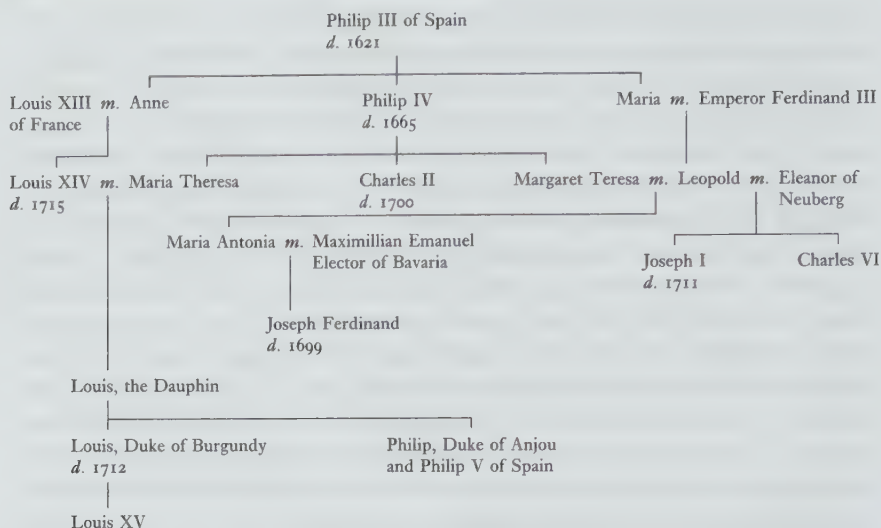 Philip III of Spain
d. 1621
Louis XIII m. Anne
of France
Philip IV
d. 1665
Maria m. Emperor Ferdinand III
Louis XIV m. Maria Theresa
d. 1715
Charles II
d. 1700
Margaret Teresa m. Leopold m. Eleanor of
Neuberg
Maria Antonia m. Maximillian Emanuel
Elector of Bavaria
Joseph I
d. 1711
Charles VI
Joseph Ferdinand
d. 1699
Louis, the Dauphin
Louis, Duke of Burgundy
d. 1712
Philip, Duke of Anjou
and Philip V of Spain
Louis XV